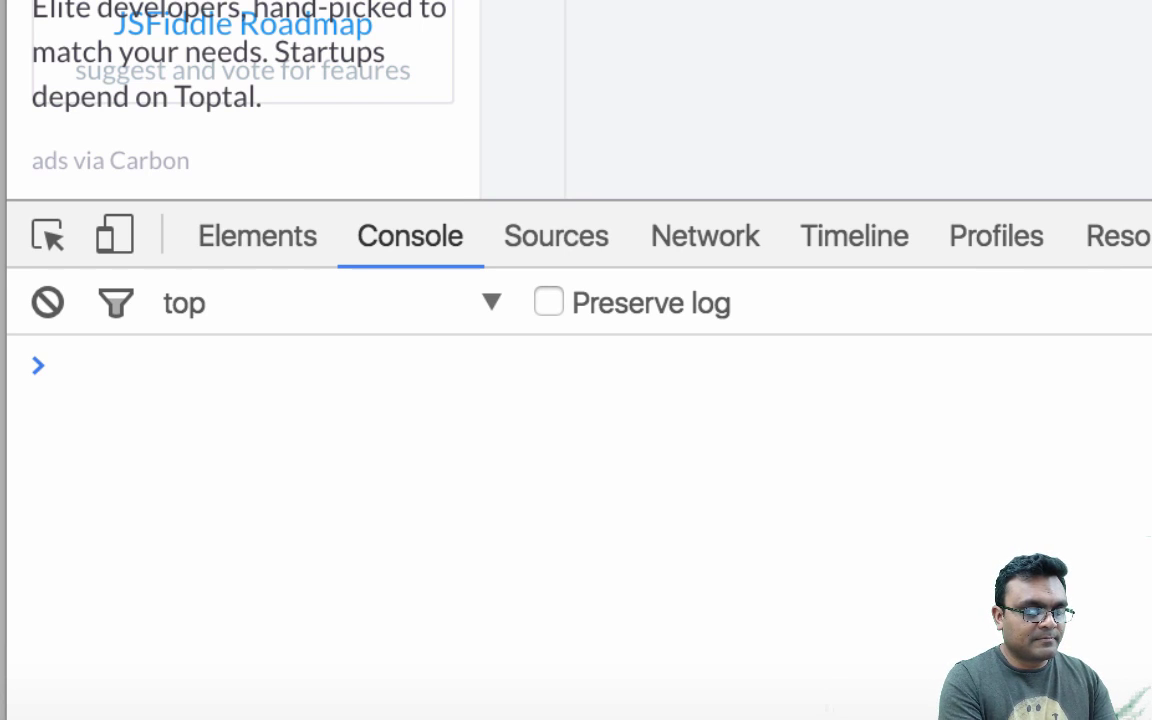 Elite developers, hand-picked to
JSFiddle Roadmap
match your needs. Startups
suggest and vote for feaures
depend on Toptal.
ads via Carbon
Elements Console Sources Network Timeline Profiles Reso
top Preserve log